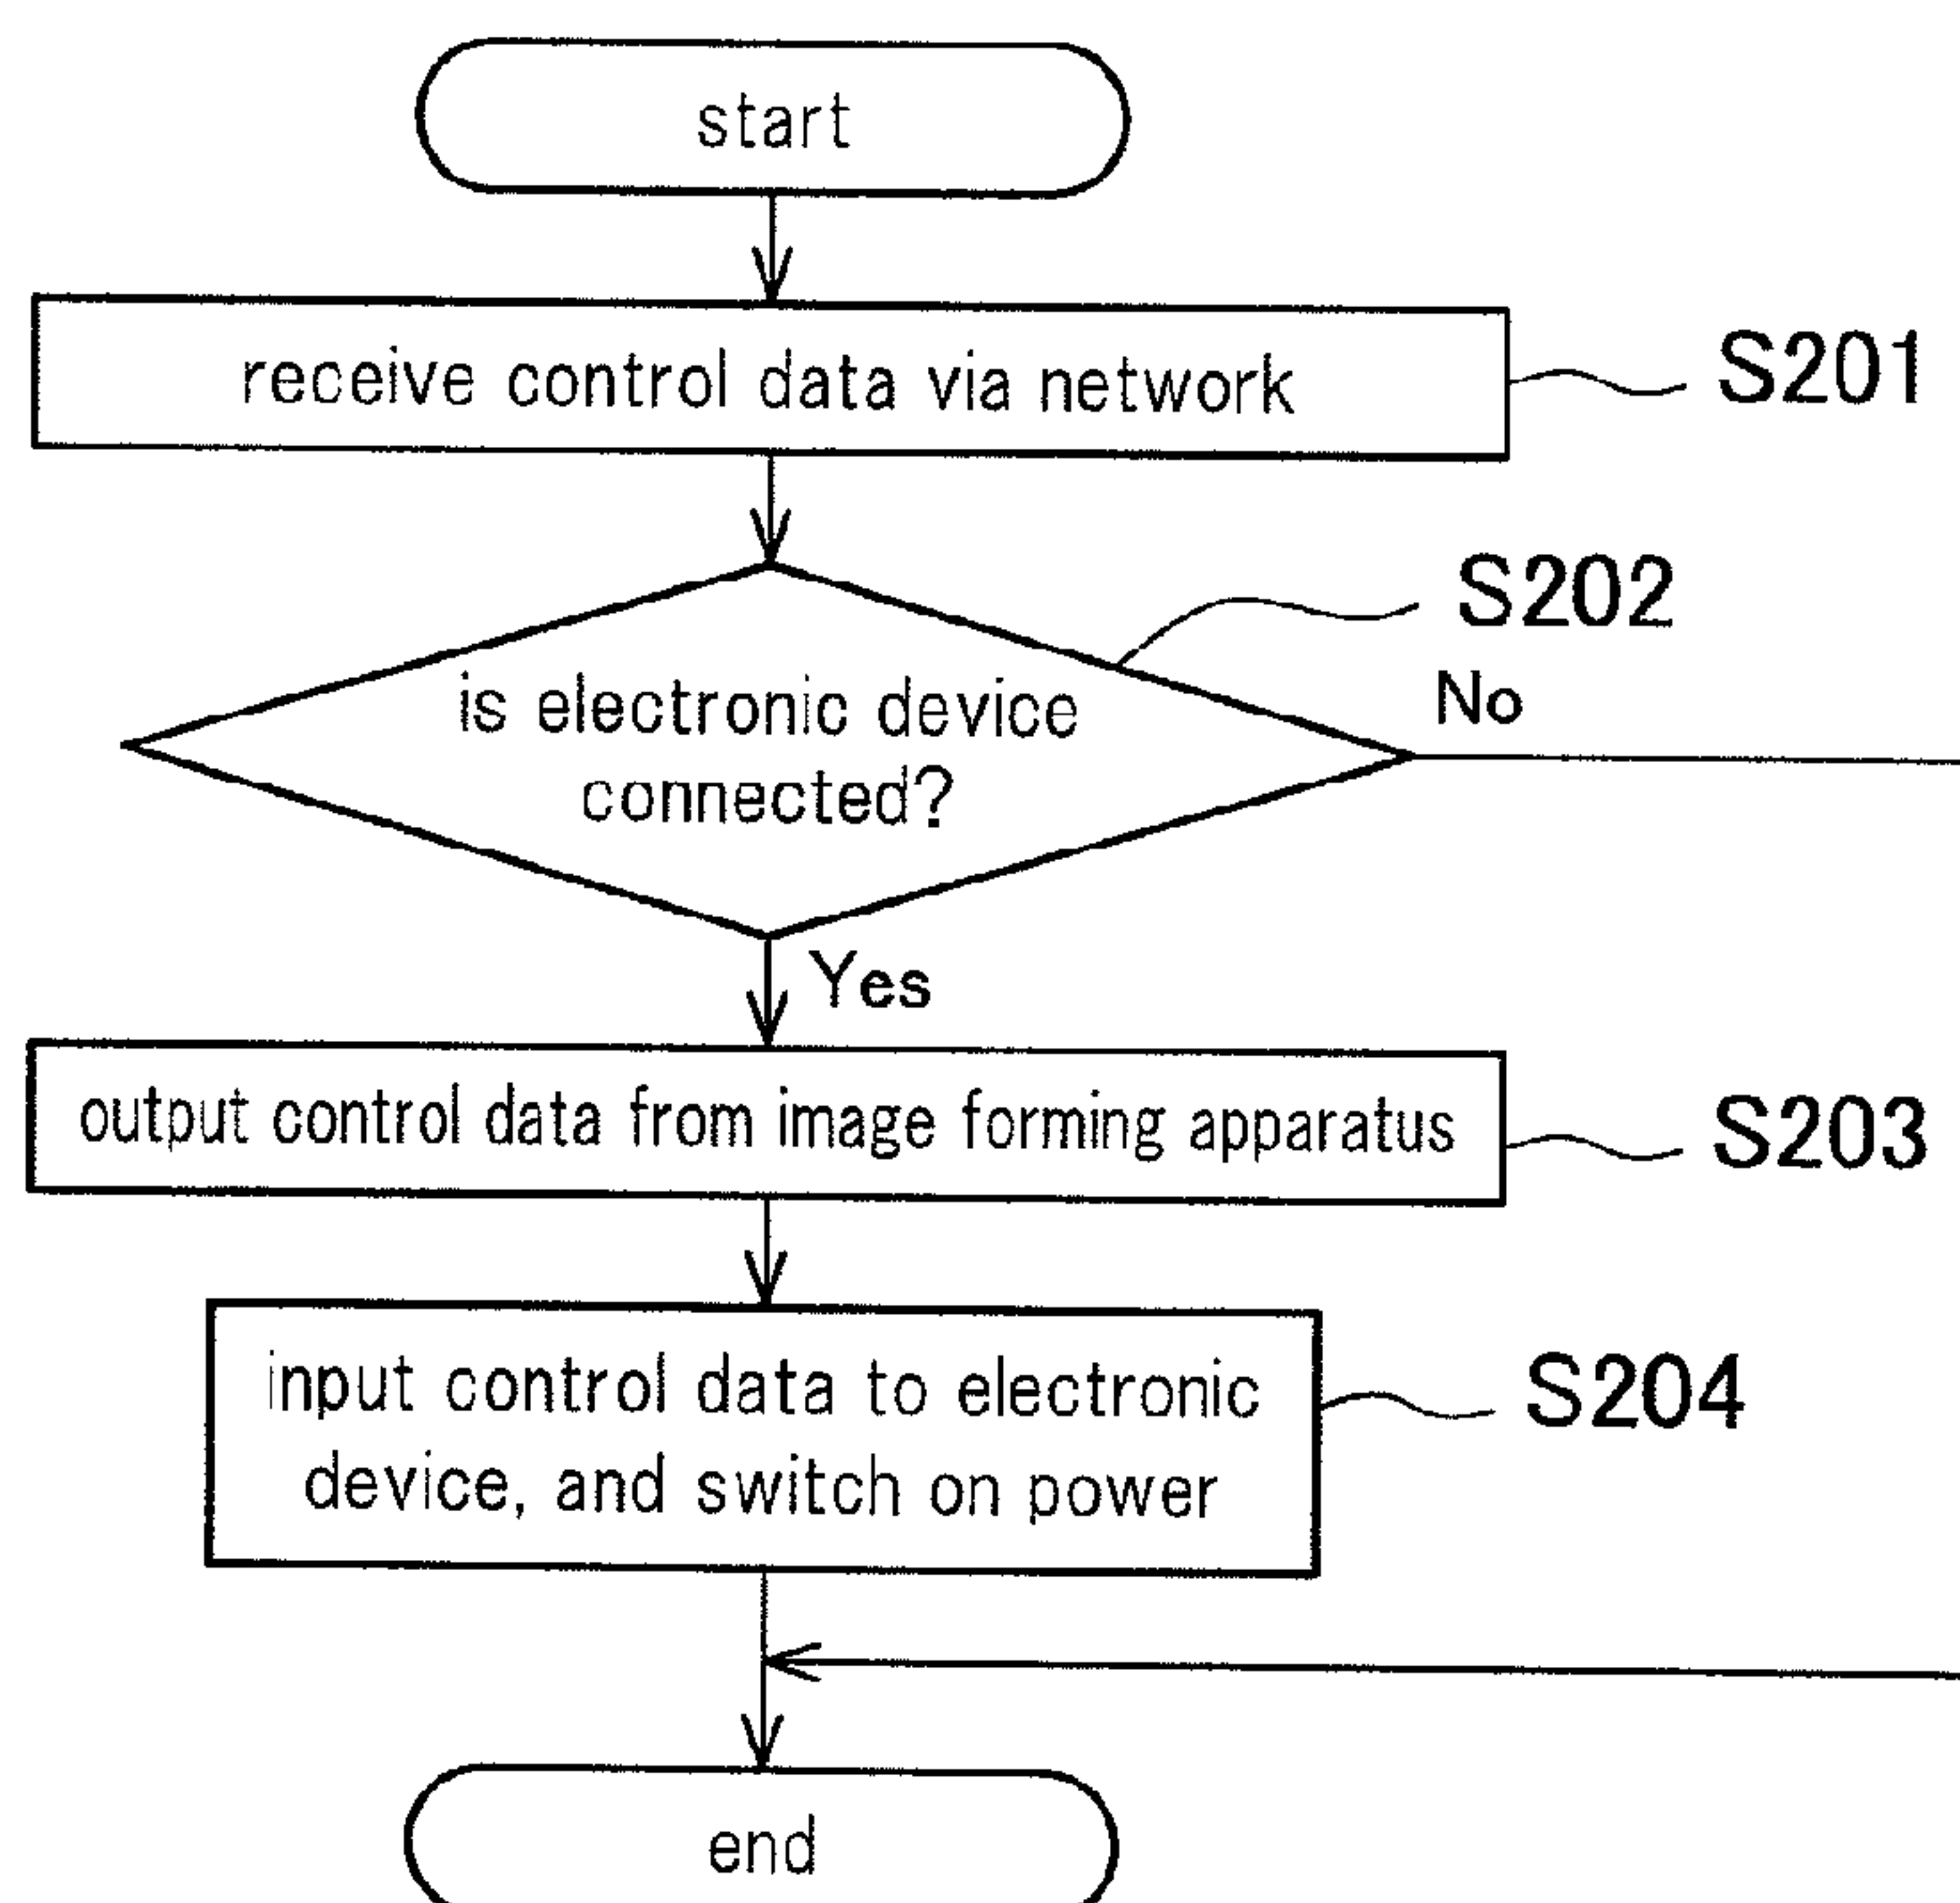 start
receive control data via network
S201
S202
is electronic device
connected?
No
Yes
output control data from image forming apparatus
S203
input control data to electronic
device, and switch on power
S204
end